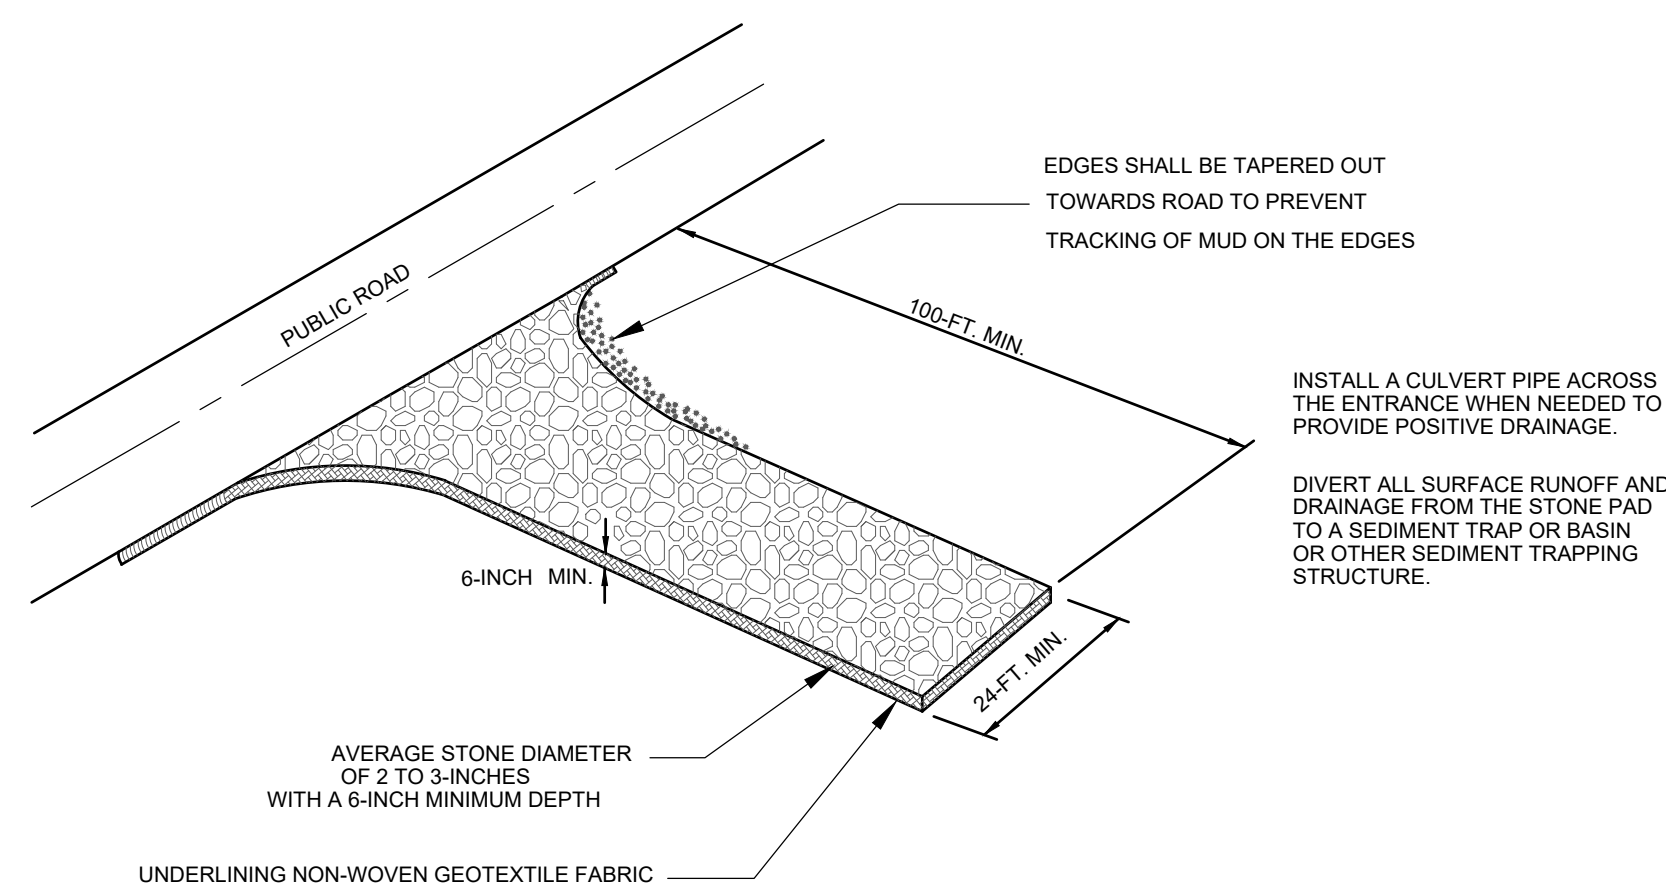 EDGES SHALL BE TAPERED OUT
TOWARDS ROAD TO PREVENT
TRACKING OF MUD ON THE EDGES
PUBLIC ROAD
100-FT. MIN.
INSTALL A CULVERT PIPE ACROSS
THE ENTRANCE WHEN NEEDED TO
PROVIDE POSITIVE DRAINAGE.
DIVERT ALL SURFACE RUNOFF AND
DRAINAGE FROM THE STONE PAD
TO A SEDIMENT TRAP OR BASIN
OR OTHER SEDIMENT TRAPPING
STRUCTURE.
6-INCH MIN.
24-FT. MIN.
AVERAGE STONE DIAMETER
OF 2 TO 3-INCHES
WITH A 6-INCH MINIMUM DEPTH
UNDERLINING NON-WOVEN GEOTEXTILE FABRIC